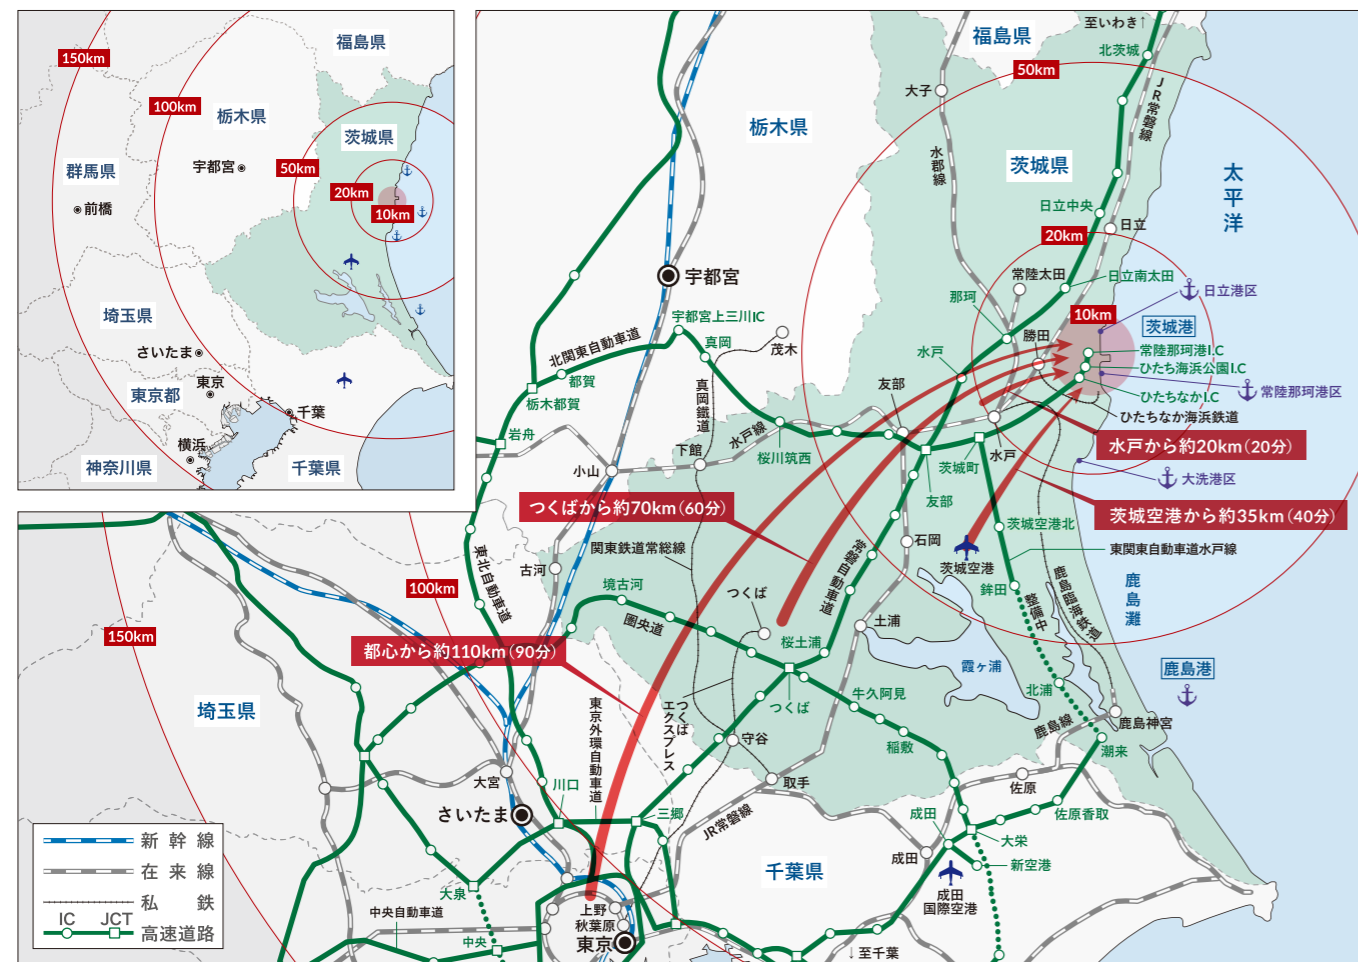 福島県
150km
100km
栃木県
茨城県
宇都宮
50km
群馬県
20km
前橋
10km
埼玉県
さいたま
東京
東京都
千葉
横浜
神奈川県
千葉県
福島県
至いわき↑
北茨城
50km
大子
JR常磐線
栃木県
水郡線
茨城県
太平洋
日立中央
日立
20km
常陸太田
日立南太田
宇都宮
那珂
日立港区
10km
宇都宮上三川IC
茨城港
北関東自動車道
真岡
茂木
勝田
水戸
常陸那珂港I.C
ひたち海浜公園I.C
都賀
友部
栃木都賀
真岡鐵道
ひたちなかI.C
常陸那珂港区
ひたちなか海浜鉄道
岩舟
水戸線
水戸から約20km(20分)
下館
桜川筑西
水戸
小山
茨城町
大洗港区
友部
つくばから約70km(60分)
茨城空港から約35km(40分)
茨城空港北
関東鉄道常総線
常磐自動車道
石岡
東関東自動車道水戸線
東北自動車道
古河
茨城空港
100km
境古河
つくば
鉾田
鹿島臨海鉄道
鹿島灘
圏央道
整備中
土浦
150km
桜土浦
都心から約110km(90分)
霞ヶ浦
鹿島港
北浦
牛久阿見
埼玉県
東京外環自動車道
つくばエクスプレス
つくば
鹿島線
鹿島神宮
守谷
稲敷
潮来
大宮
川口
取手
佐原
さいたま
三郷
JR常磐線
成田
佐原香取
大栄
新幹線
成田
新空港
在来線
千葉県
大泉
成田
国際空港
私鉄
中央自動車道
上野
IC
JCT
秋葉原
高速道路
中央
東京
↓至千葉